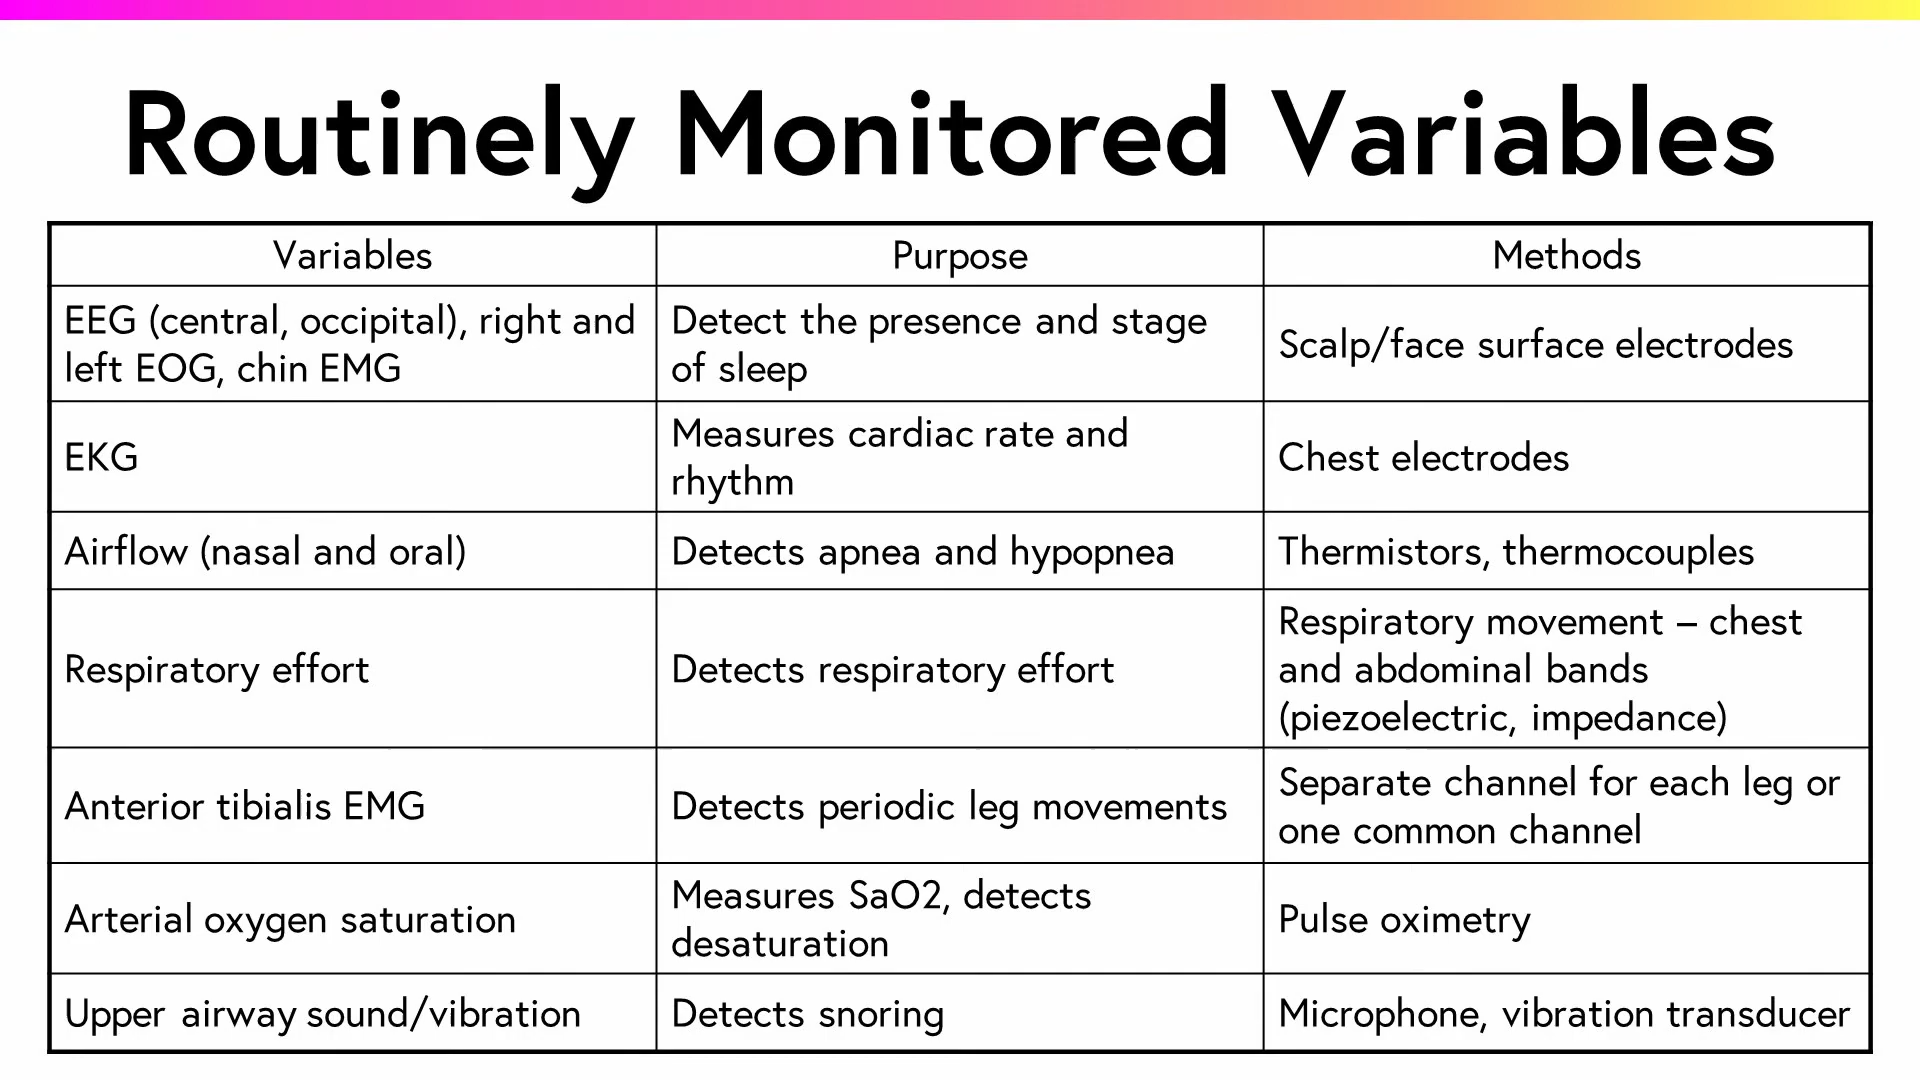 Routinely Monitored Variables
Variables
Purpose
Methods
EEG (central, occipital), right and
left EOG, chin EMG
Detect the presence and stage
of sleep
Scalp/face surface electrodes
EKG
Measures cardiac rate and
rhythm
Chest electrodes
Airflow (nasal and oral)
Detects apnea and hypopnea
Thermistors, thermocouples
Respiratory effort
Detects respiratory effort
Respiratory movement – chest
and abdominal bands
(piezoelectric, impedance)
Anterior tibialis EMG
Detects periodic leg movements
Separate channel for each leg or
one common channel
Arterial oxygen saturation
Measures SaO2, detects
desaturation
Pulse oximetry
Upper airway sound/vibration
Detects snoring
Microphone, vibration transducer